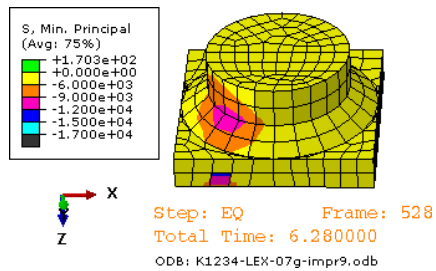 S, Min. Principal
(Avg: 75%)
+1.703e+02
+0.000e+00
-6.000e+03
-9.000e+03
-1.200e+04
-1.500e+04
-1.700e+04
X
Z
Step: EQ Frame: 528
Total Time: 6.280000
ODB: K1234-LEX-07g-impr9.odb